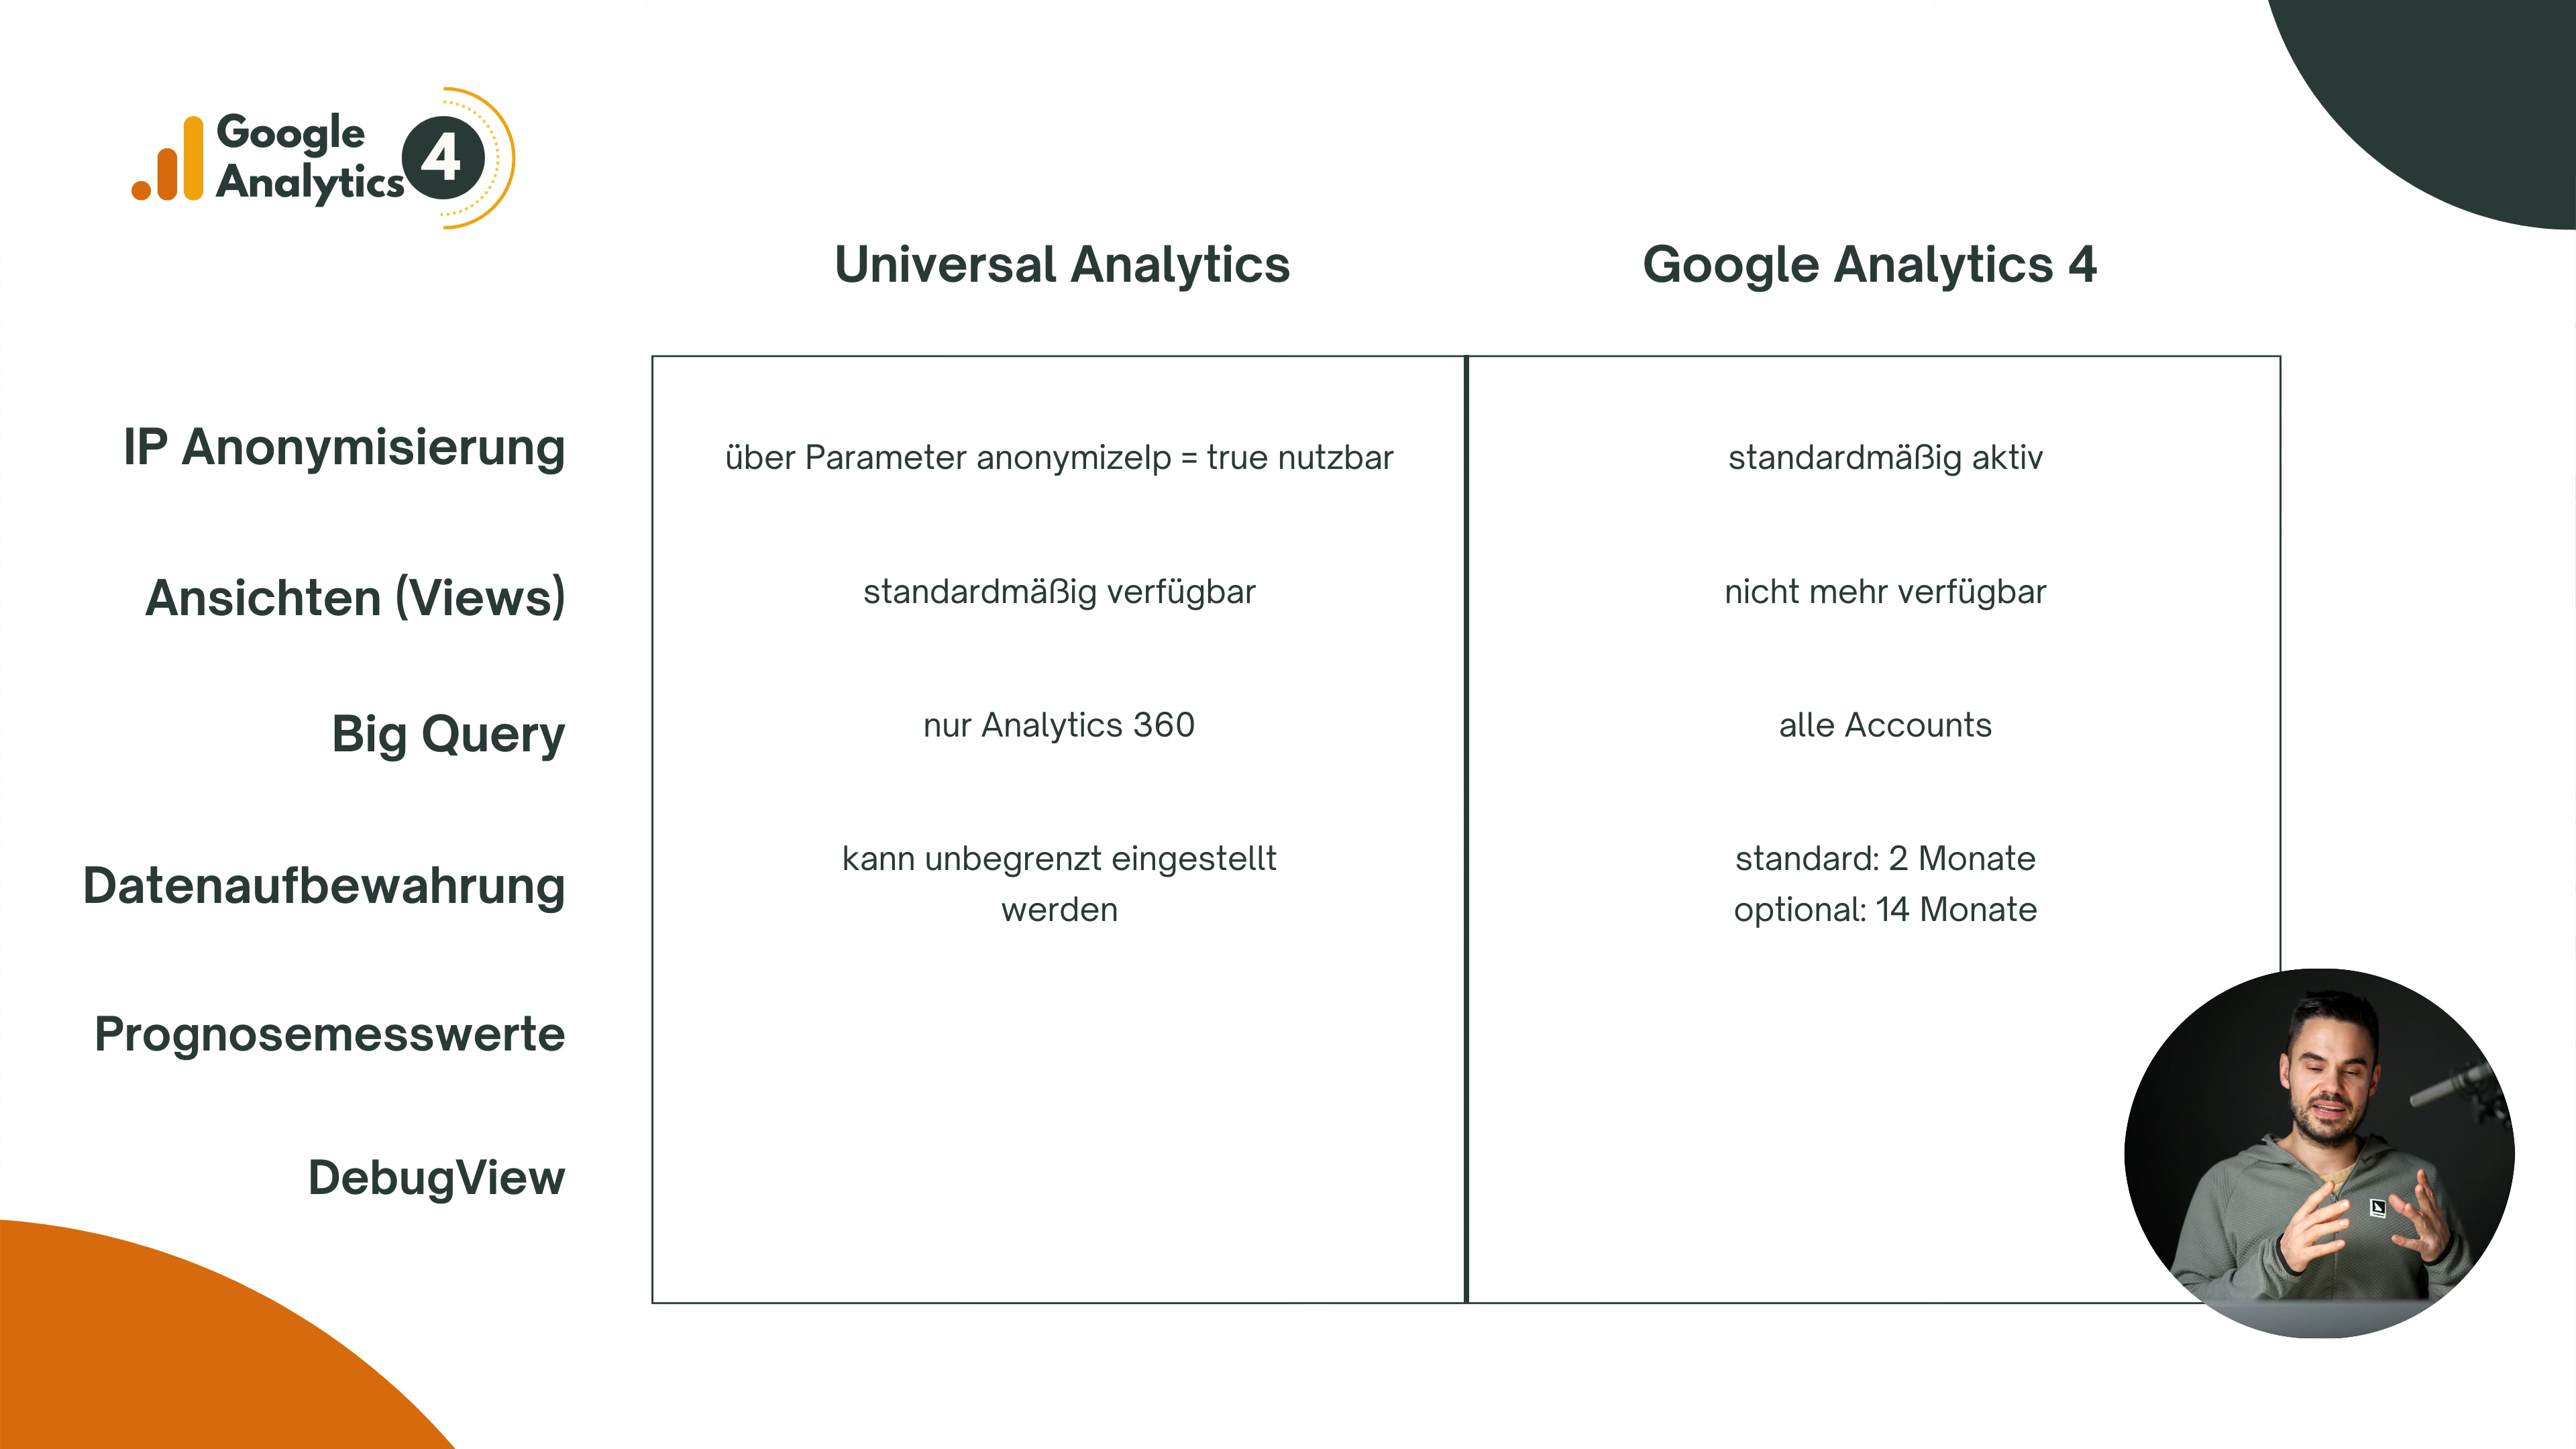 Google
Analytics 4
Universal Analytics
Google Analytics 4
IP Anonymisierung
über Parameter anonymizeIp = true nutzbar
standardmäßig aktiv
Ansichten (Views)
standardmäßig verfügbar
nicht mehr verfügbar
Big Query
nur Analytics 360
alle Accounts
Datenaufbewahrung
kann unbegrenzt eingestellt
werden
standard: 2 Monate
optional: 14 Monate
Prognosemesswerte
DebugView